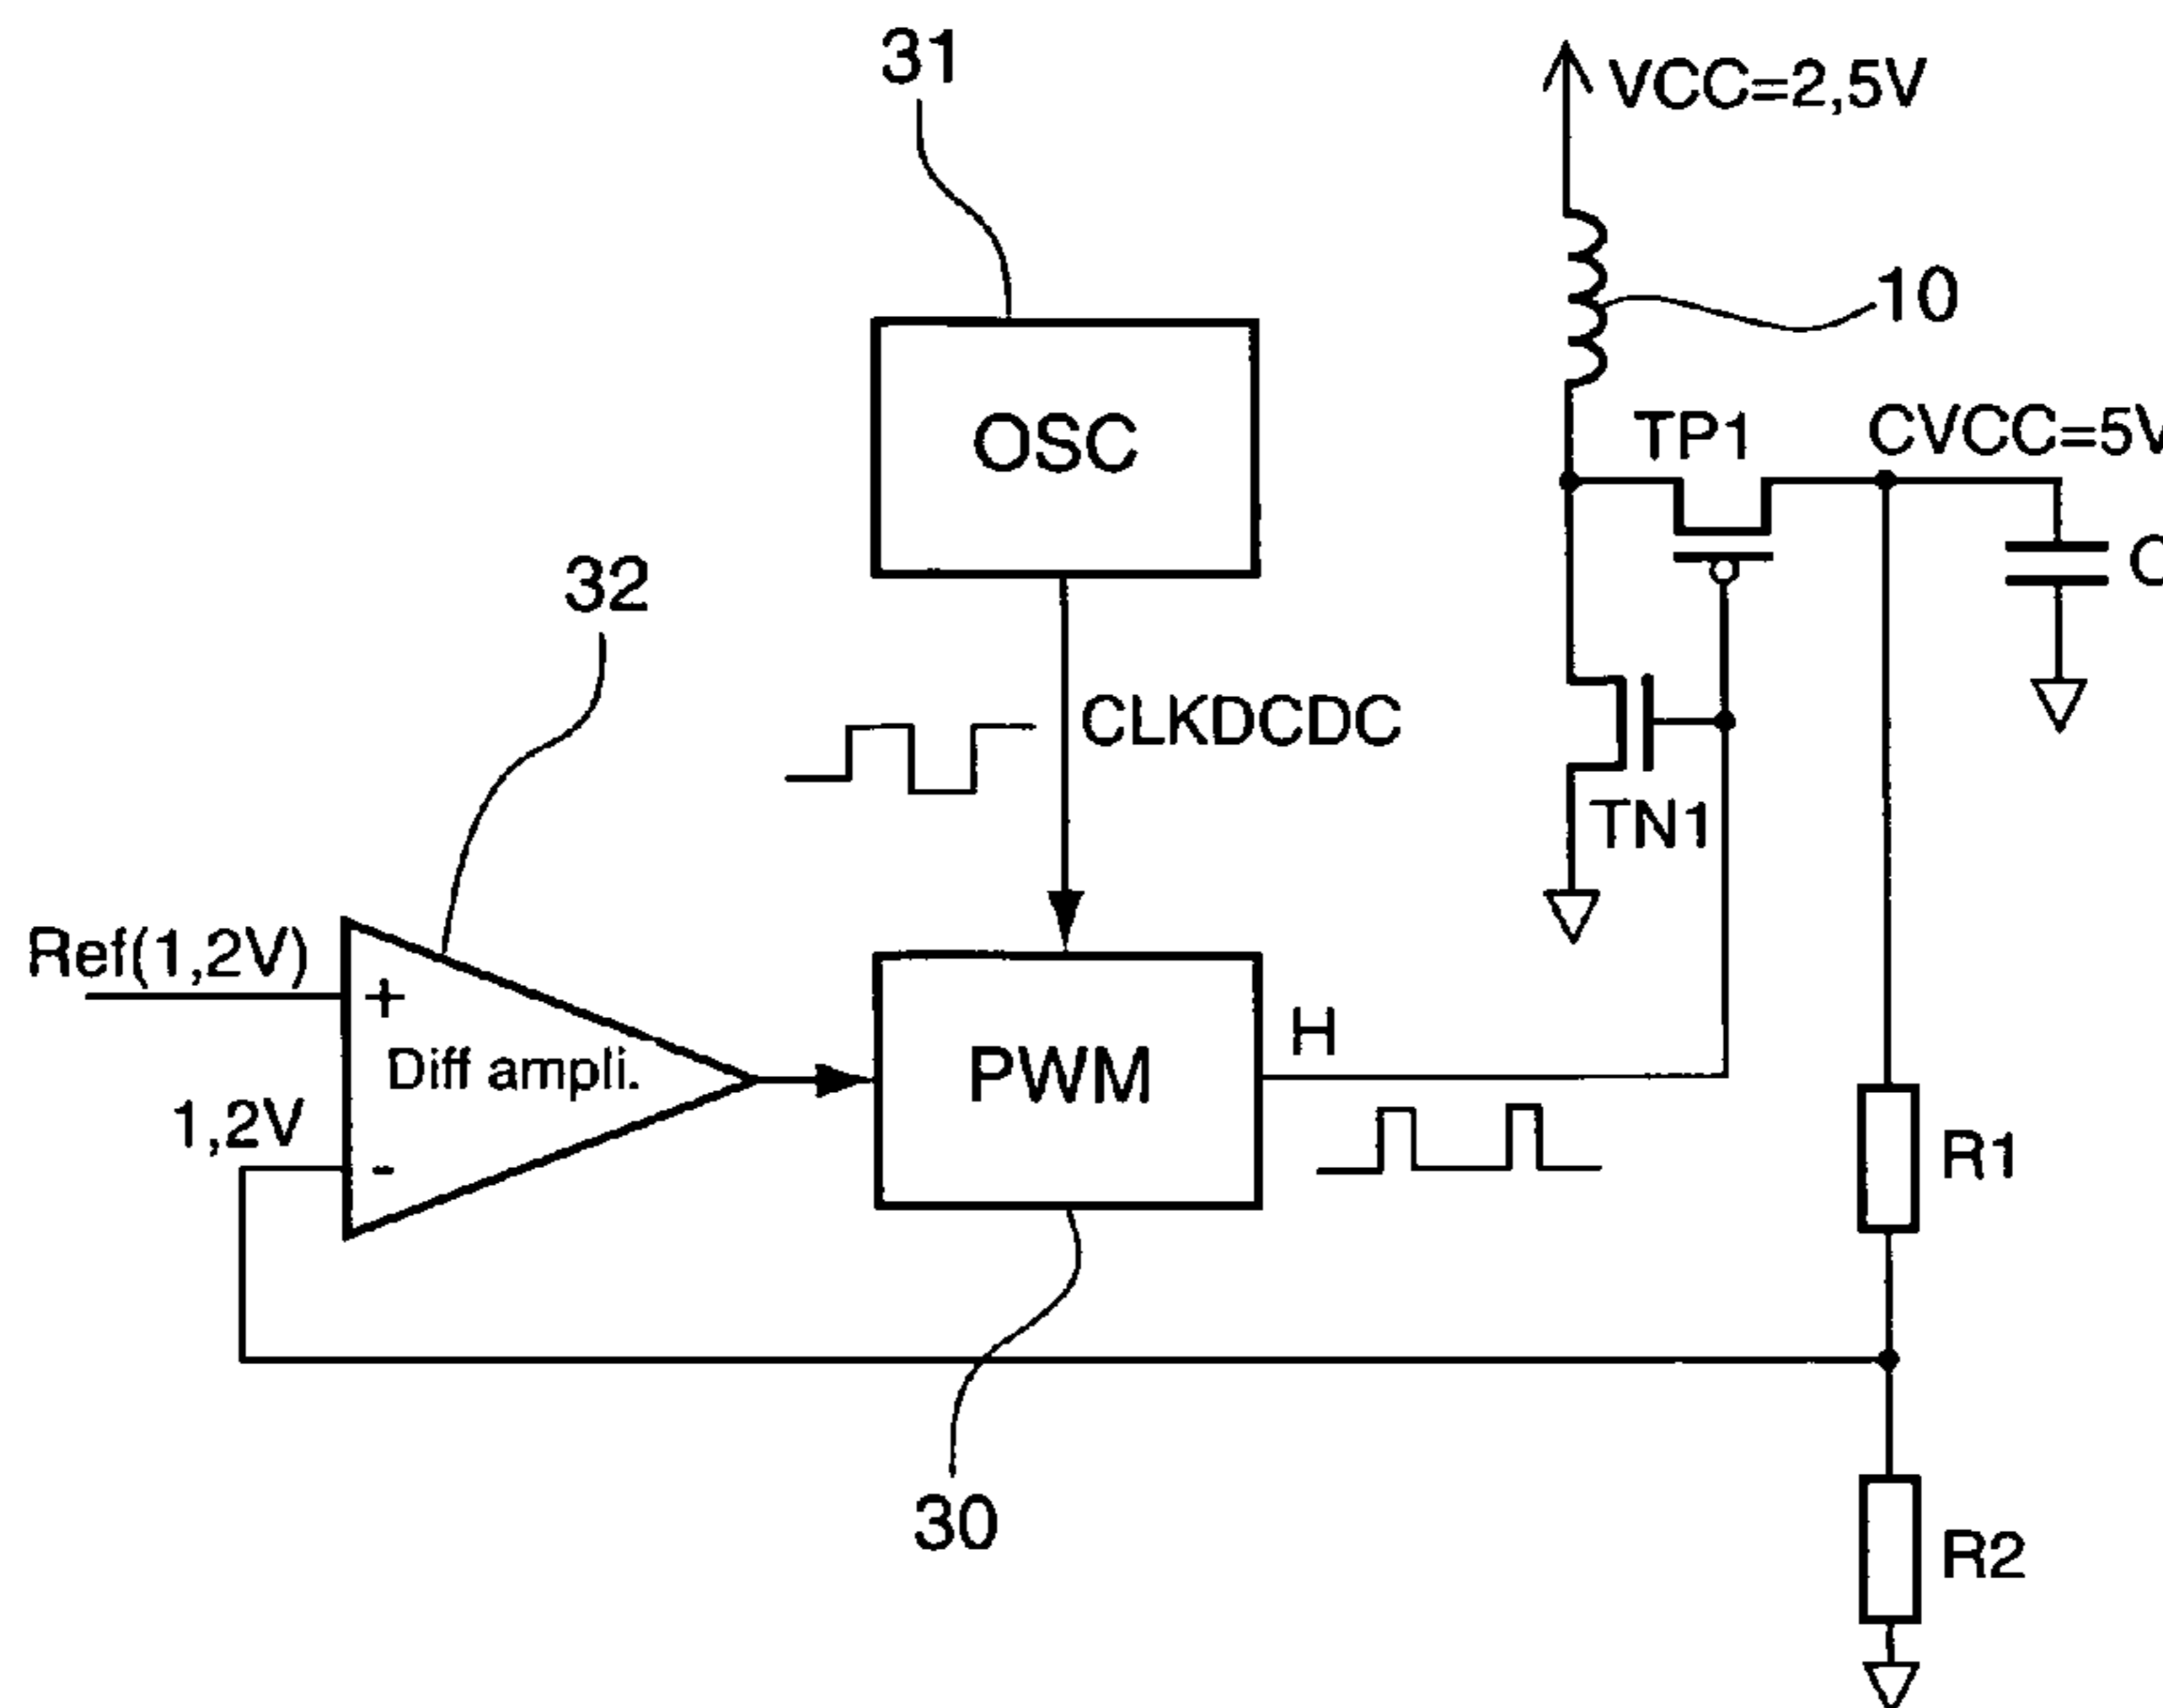 31
VCC=2,5V
10
OSC
TP1
CVCC=5V
32
CLKDCDC
TN1
Ref(1,2V)
+
Diff ampli.
PWM
H
1,2V
-
R1
30
R2